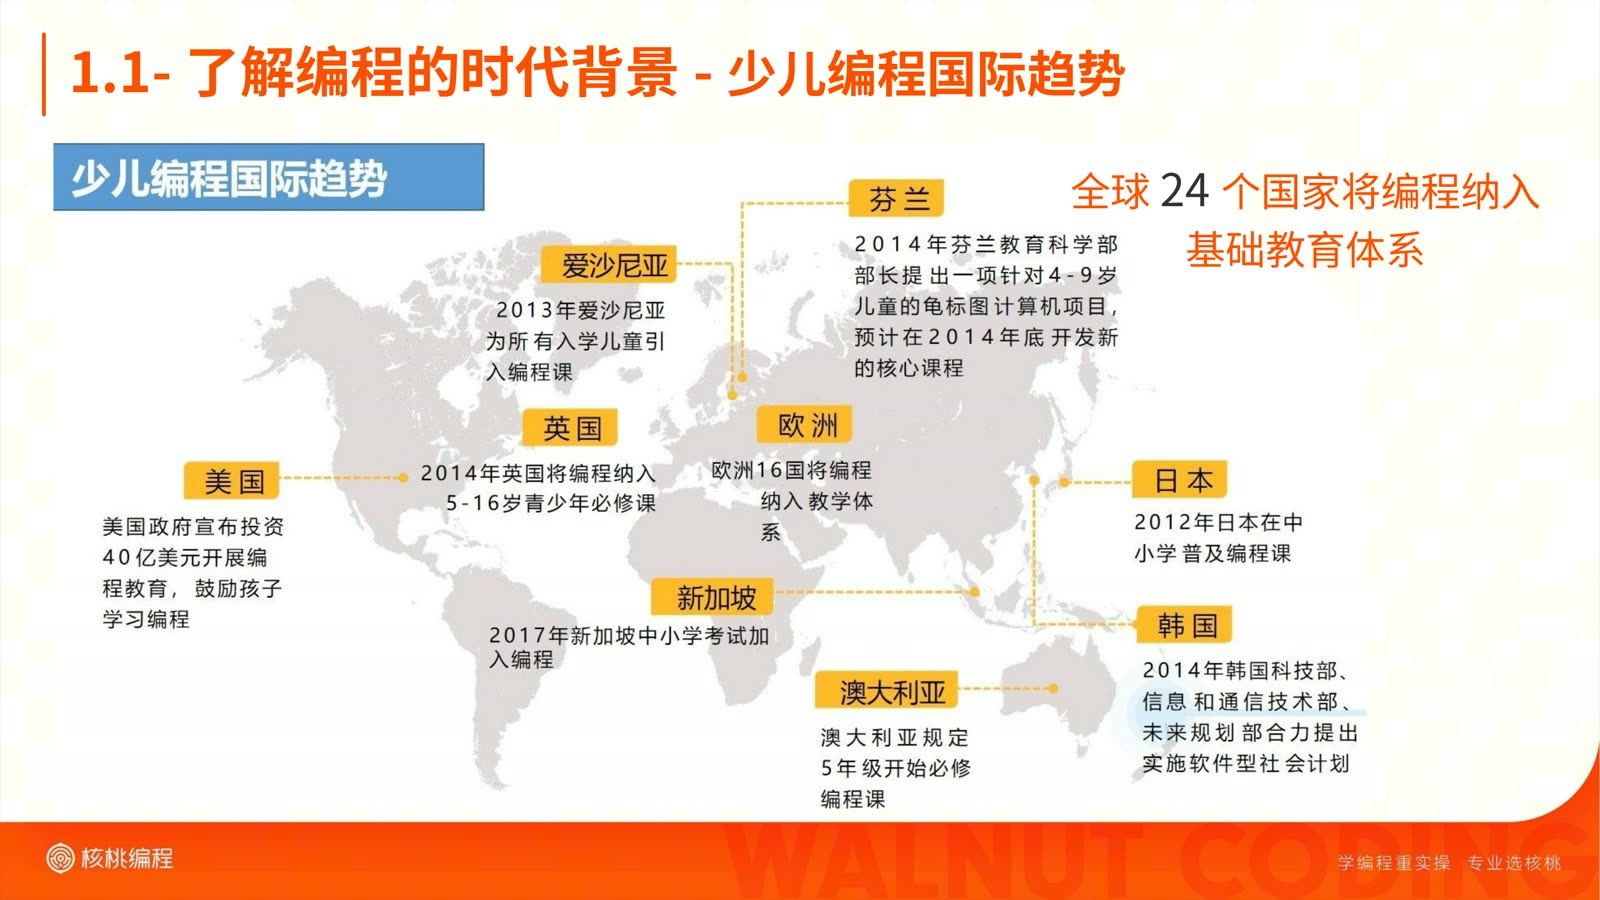 1.1- 了解编程的时代背景 - 少儿编程国际趋势
少儿编程国际趋势
全球 24 个国家将编程纳入
基础教育体系
芬兰
2014年芬兰教育科学部
部长提出一项针对4-9岁
儿童的龟标图计算机项目,
预计在2014年底开发新
的核心课程
爱沙尼亚
2013年爱沙尼亚
为所有入学儿童引
入编程课
英国
2014年英国将编程纳入
5-16岁青少年必修课
欧洲
欧洲16国将编程
纳入教学体
系
美国
美国政府宣布投资
40亿美元开展编
程教育，鼓励孩子
学习编程
日本
2012年日本在中
小学普及编程课
新加坡
2017年新加坡中小学考试加
入编程
韩国
2014年韩国科技部、
信息和通信技术部、
未来规划部合力提出
实施软件型社会计划
澳大利亚
澳大利亚规定
5年级开始必修
编程课
核桃编程
WALNUT CODING
学编程重实操 专业选核桃